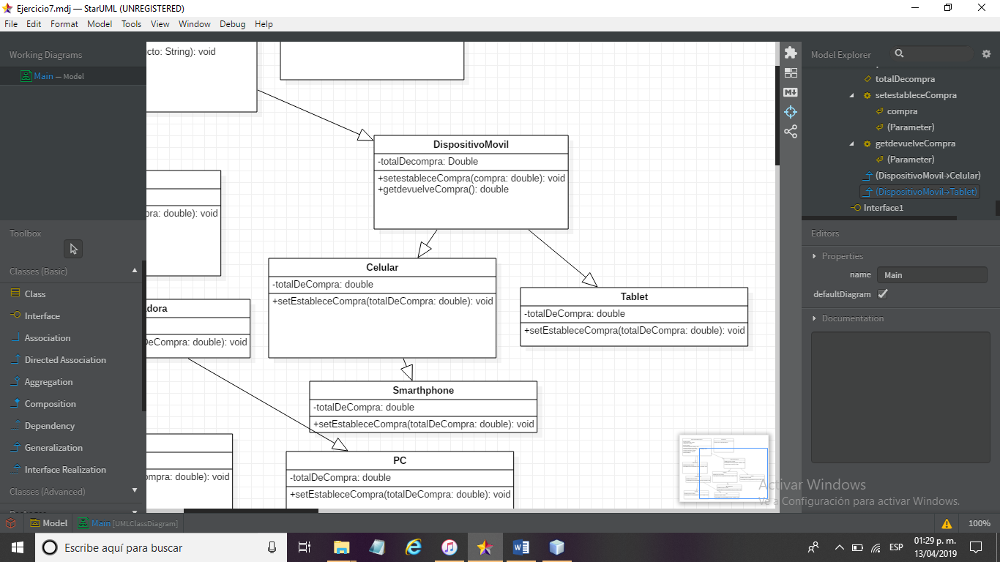 Ejercicio7.mdj — StarUML (UNREGISTERED)
File Edit Format Model Tools View Window Debug Help
Working Diagrams
Main — Model
Toolbox
Classes (Basic)
Class
Interface
Association
Directed Association
Aggregation
Composition
Dependency
Generalization
Interface Realization
Classes (Advanced)
cto: String): void
DispositivoMovil
-totalDecompra: Double
+setestableceCompra(compra: double): void
+getdevuelveCompra(): double
pra: double): void
Celular
-totalDeCompra: double
+setEstableceCompra(totalDeCompra: double): void
Tablet
-totalDeCompra: double
+setEstableceCompra(totalDeCompra: double): void
adora
DeCompra: double): void
Smarthphone
-totalDeCompra: double
+setEstableceCompra(totalDeCompra: double): void
PC
-totalDeCompra: double
+setEstableceCompra(totalDeCompra: double): void
ompra: double): void
Model Explorer
totalDecompra
setestableceCompra
compra
(Parameter)
getdevuelveCompra
(Parameter)
(DispositivoMovil→Celular)
(DispositivoMovil→Tablet)
Interface1
Editors
Properties
name Main
defaultDiagram
Documentation
Activar Windows
Ve a Configuración para activar Windows.
Model Main [UMLClassDiagram] 100%
Escribe aquí para buscar
ESP
01:29 p. m.
13/04/2019